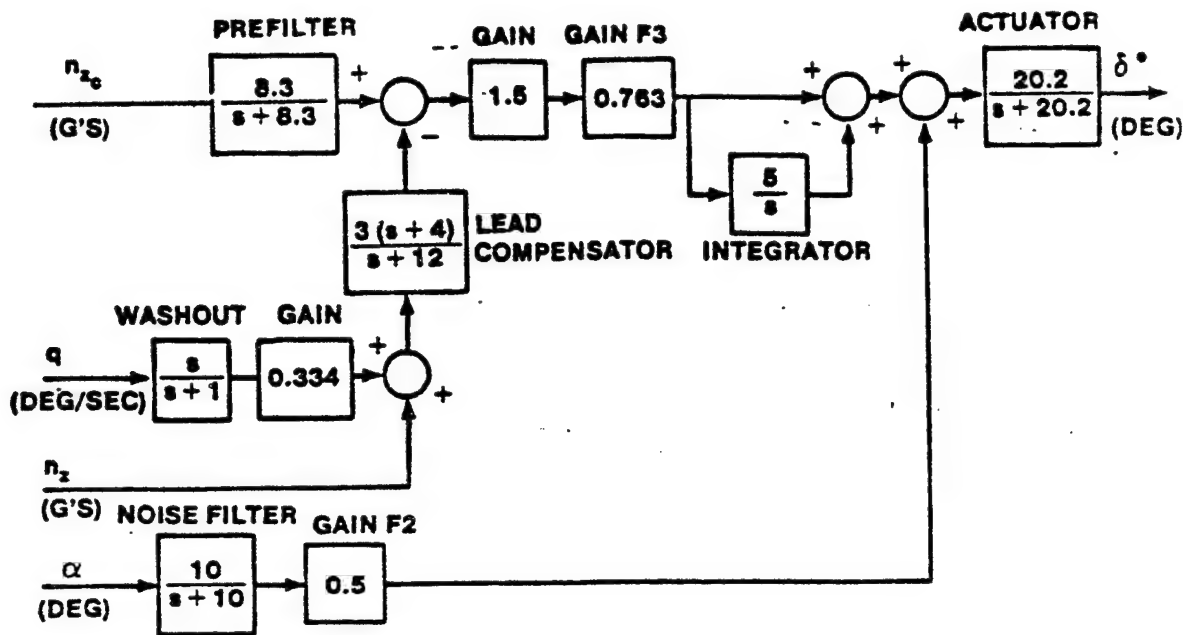 PREFILTER
n_zc
(G'S)
8.3
s + 8.3
+
−
GAIN
1.5
GAIN F3
0.763
+
+
+
+
ACTUATOR
20.2
s + 20.2
δ°
(DEG)
5
s
INTEGRATOR
3 (s + 4)
s + 12
LEAD
COMPENSATOR
WASHOUT
GAIN
q
(DEG/SEC)
s
s + 1
0.334
+
+
n_z
(G'S)
NOISE FILTER
GAIN F2
α
(DEG)
10
s + 10
0.5